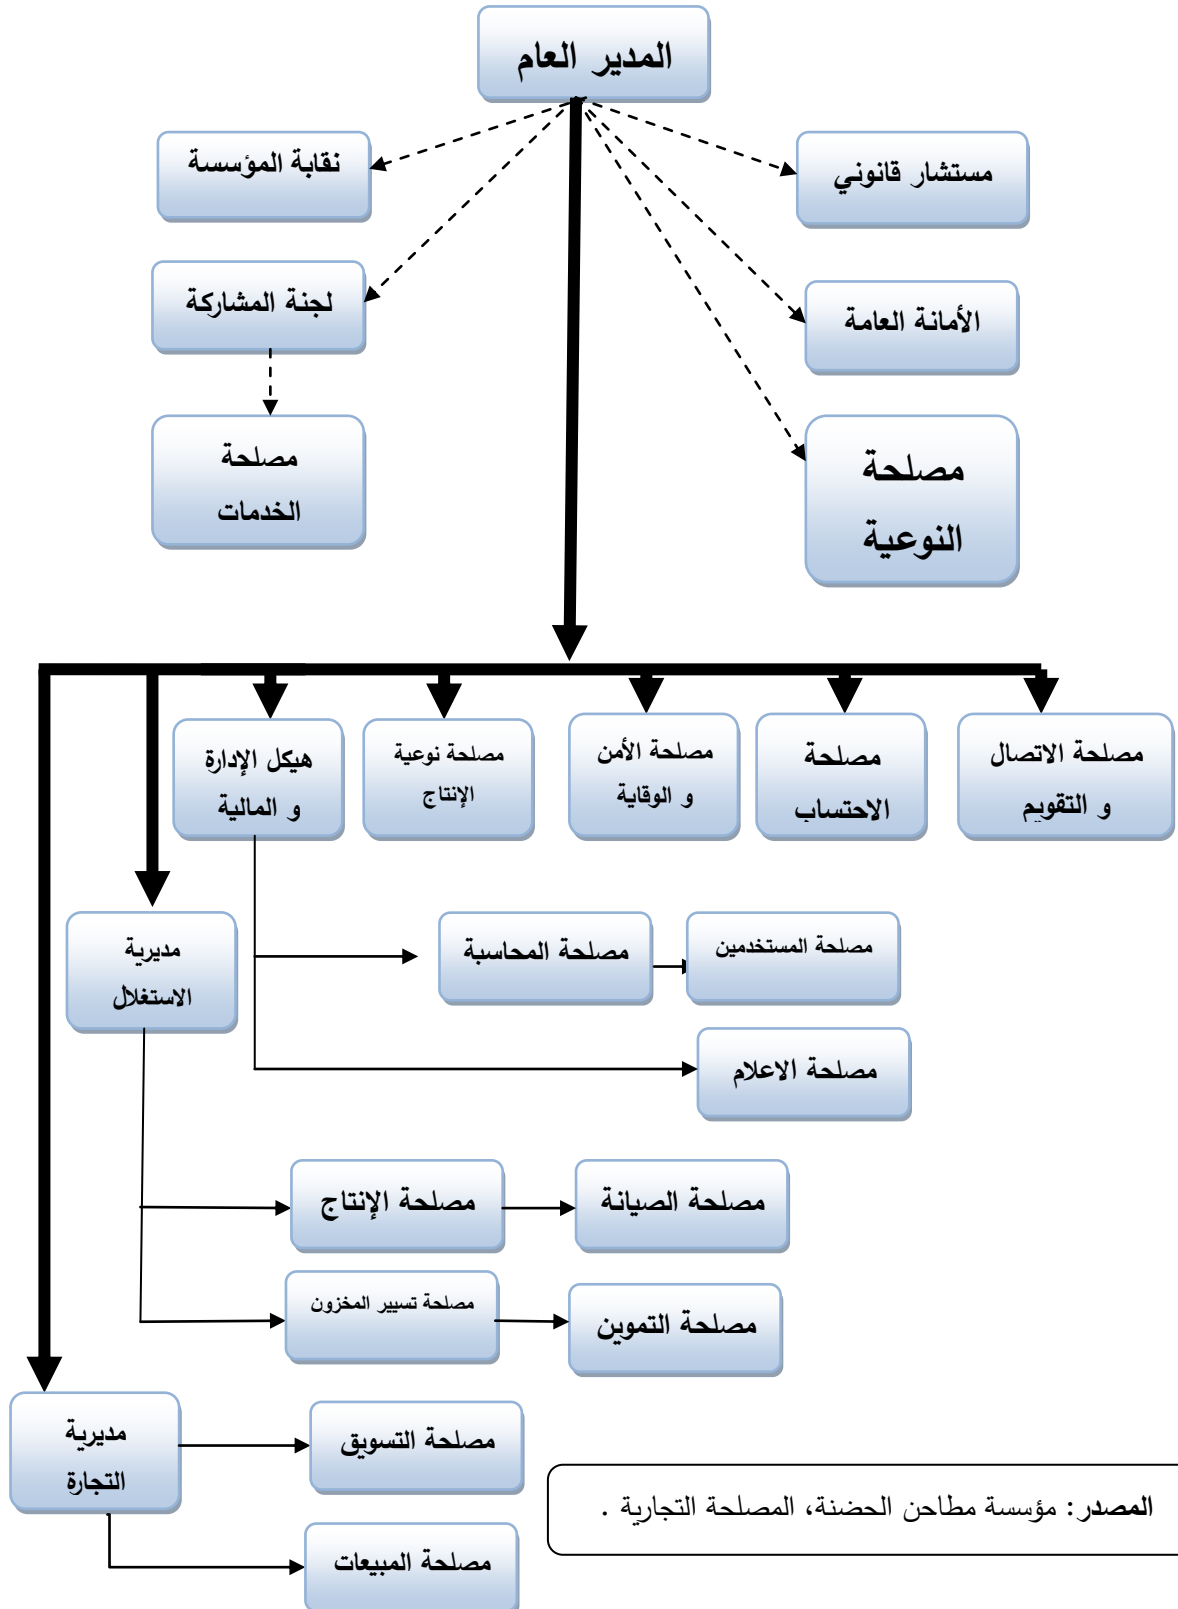 المدير العام
مستشار قانوني
نقابة المؤسسة
الأمانة العامة
لجنة المشاركة
مصلحة
النوعية
مصلحة
الخدمات
مصلحة الاتصال
و التقويم
مصلحة
الاحتساب
مصلحة الأمن
و الوقاية
مصلحة نوعية
الإنتاج
هيكل الإدارة
و المالية
مديرية
الاستغلال
مصلحة المحاسبة
مصلحة المستخدمين
مصلحة الاعلام
مصلحة الإنتاج
مصلحة الصيانة
مصلحة تسيير المخزون
مصلحة التموين
مديرية
التجارة
مصلحة التسويق
مصلحة المبيعات
المصدر: مؤسسة مطاحن الحضنة، المصلحة التجارية .